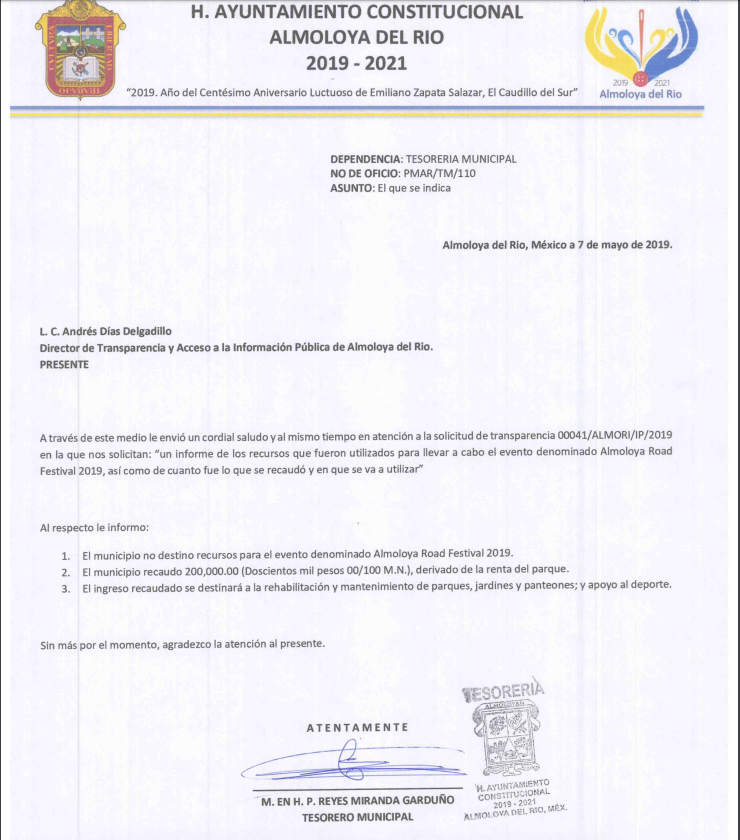 H. AYUNTAMIENTO CONSTITUCIONAL
ALMOLOYA DEL RIO
2019 - 2021
"2019. Año del Centésimo Aniversario Luctuoso de Emiliano Zapata Salazar, El Caudillo del Sur"
2019 2021
Almoloya del Rio
DEPENDENCIA: TESORERIA MUNICIPAL
NO DE OFICIO: PMAR/TM/110
ASUNTO: El que se indica
Almoloya del Rio, México a 7 de mayo de 2019.
L. C. Andrés Días Delgadillo
Director de Transparencia y Acceso a la Información Pública de Almoloya del Rio.
PRESENTE
A través de este medio le envió un cordial saludo y al mismo tiempo en atención a la solicitud de transparencia 00041/ALMORI/IP/2019
en la que nos solicitan: "un informe de los recursos que fueron utilizados para llevar a cabo el evento denominado Almoloya Road
Festival 2019, así como de cuanto fue lo que se recaudó y en que se va a utilizar"
Al respecto le informo:
1. El municipio no destino recursos para el evento denominado Almoloya Road Festival 2019.
2. El municipio recaudo 200,000.00 (Doscientos mil pesos 00/100 M.N.), derivado de la renta del parque.
3. El ingreso recaudado se destinará a la rehabilitación y mantenimiento de parques, jardines y panteones; y apoyo al deporte.
Sin más por el momento, agradezco la atención al presente.
ATENTAMENTE
M. EN H. P. REYES MIRANDA GARDUÑO
TESORERO MUNICIPAL
TESORERIA
H. AYUNTAMIENTO
CONSTITUCIONAL
2019 - 2021
ALMOLOYA DEL RIO, MÉX.